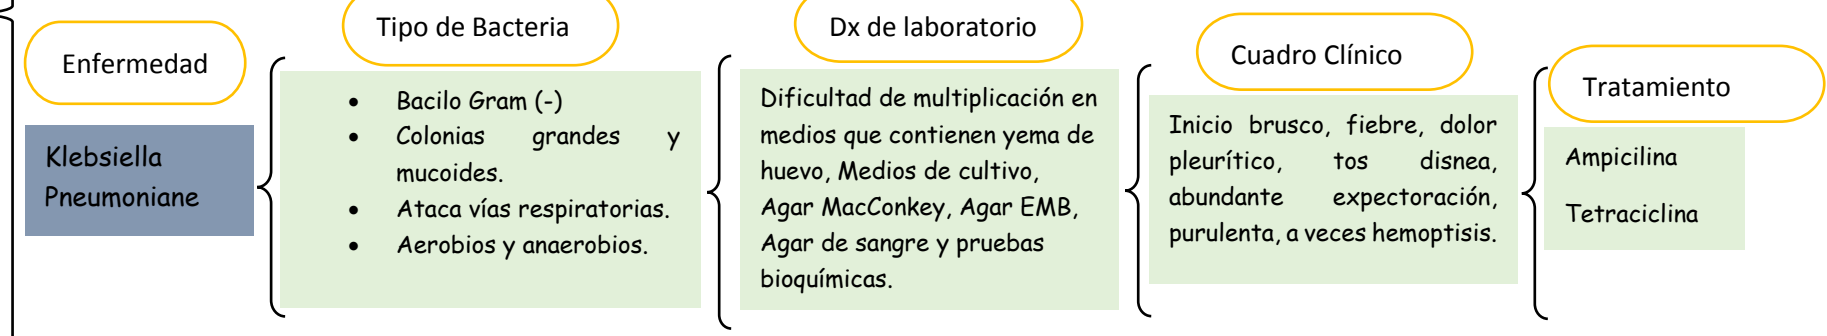 Enfermedad
Klebsiella
Pneumoniane
Tipo de Bacteria
• Bacilo Gram (-)
• Colonias grandes y
mucoides.
• Ataca vías respiratorias.
• Aerobios y anaerobios.
Dx de laboratorio
Dificultad de multiplicación en
medios que contienen yema de
huevo, Medios de cultivo,
Agar MacConkey, Agar EMB,
Agar de sangre y pruebas
bioquímicas.
Cuadro Clínico
Inicio brusco, fiebre, dolor
pleurítico, tos disnea,
abundante expectoración,
purulenta, a veces hemoptisis.
Tratamiento
Ampicilina
Tetraciclina